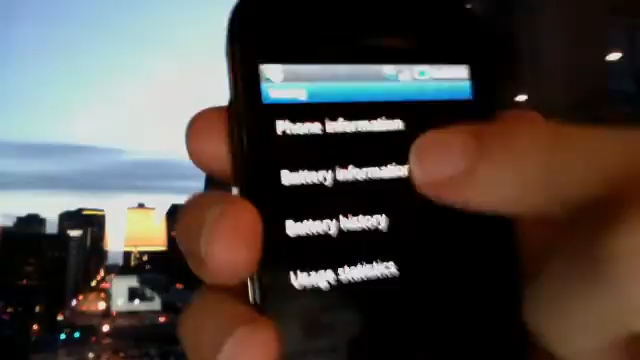 Phone information
Battery information
Battery history
Usage statistics